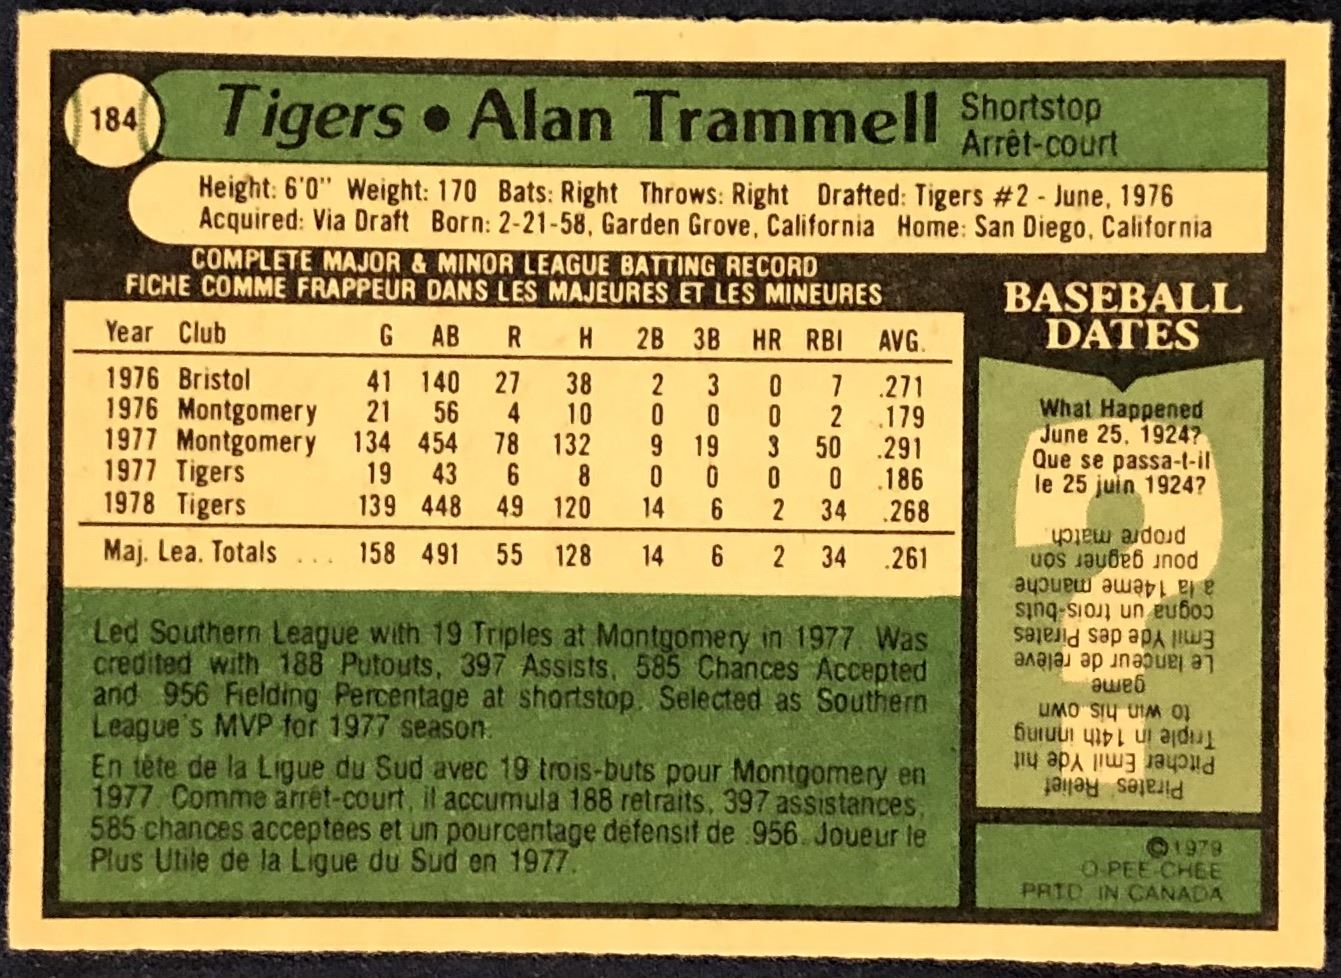 184
Tigers • Alan Trammell
Shortstop
Arrêt-court
Height: 6'0" Weight: 170 Bats: Right Throws: Right Drafted: Tigers #2 - June, 1976
Acquired: Via Draft Born: 2-21-58, Garden Grove, California Home: San Diego, California
COMPLETE MAJOR & MINOR LEAGUE BATTING RECORD
FICHE COMME FRAPPEUR DANS LES MAJEURES ET LES MINEURES
Year Club G AB R H 2B 3B HR RBI AVG.
1976 Bristol 41 140 27 38 2 3 0 7 .271
1976 Montgomery 21 56 4 10 0 0 0 2 .179
1977 Montgomery 134 454 78 132 9 19 3 50 .291
1977 Tigers 19 43 6 8 0 0 0 0 .186
1978 Tigers 139 448 49 120 14 6 2 34 .268
Maj. Lea. Totals ... 158 491 55 128 14 6 2 34 .261
Led Southern League with 19 Triples at Montgomery in 1977. Was
credited with 188 Putouts, 397 Assists, 585 Chances Accepted
and .956 Fielding Percentage at shortstop. Selected as Southern
League's MVP for 1977 season.
En tête de la Ligue du Sud avec 19 trois-buts pour Montgomery en
1977. Comme arrêt-court, il accumula 188 retraits, 397 assistances,
585 chances acceptées et un pourcentage défensif de .956. Joueur le
Plus Utile de la Ligue du Sud en 1977.
BASEBALL
DATES
What Happened
June 25, 1924?
Que se passa-t-il
le 25 juin 1924?
Pirates' Relief
Pitcher Emil Yde hit
Triple in 14th inning
to win his own
game
Le lanceur de relève
Emil Yde des Pirates
cogna un trois-buts
à la 14ème manche
pour gagner son
propre match.
©1979
O-PEE-CHEE
PRTD. IN CANADA